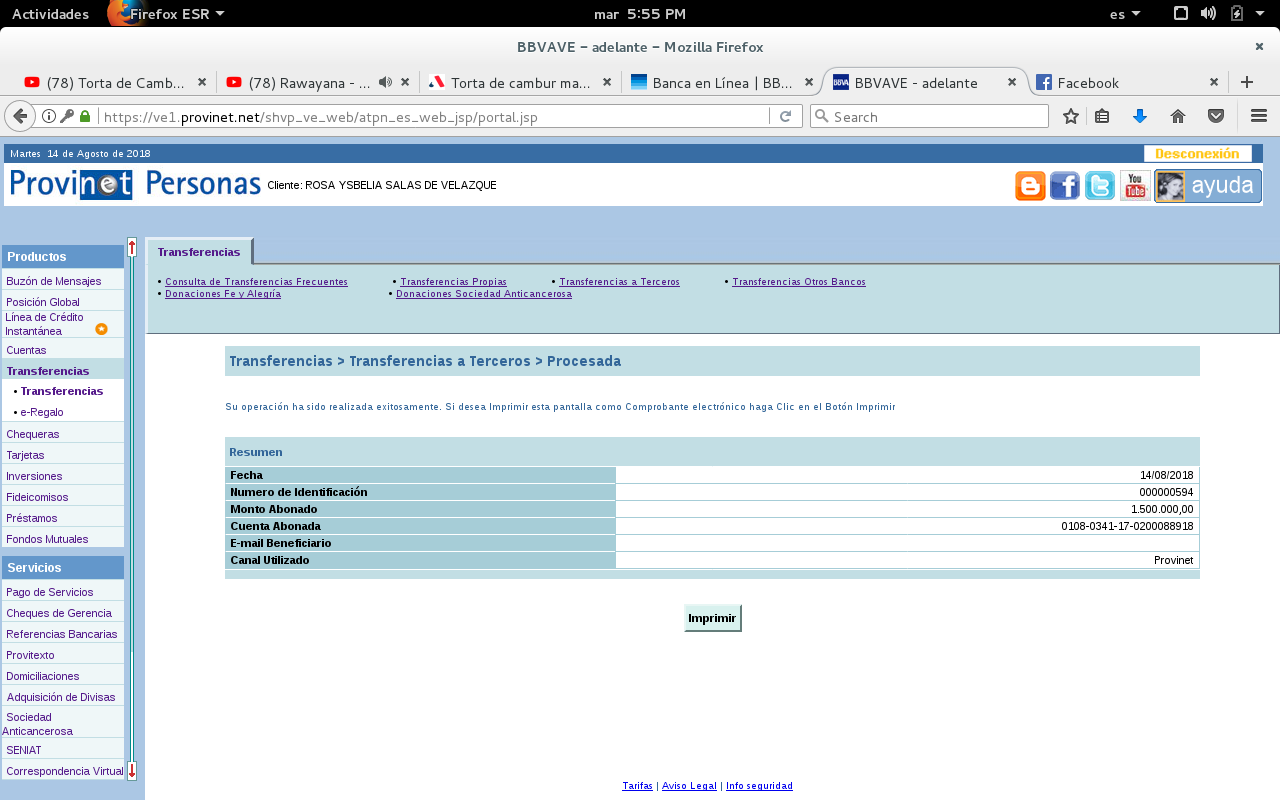 Actividades Firefox ESR mar 5:55 PM es
BBVAVE – adelante – Mozilla Firefox
(78) Torta de Camb... (78) Rawayana - ... Torta de cambur ma... Banca en Línea | BB... BBVA BBVAVE - adelante Facebook
https://ve1.provinet.net/shvp_ve_web/atpn_es_web_jsp/portal.jsp Search
Martes 14 de Agosto de 2018 Desconexión
Provinet Personas Cliente: ROSA YSBELIA SALAS DE VELAZQUE You Tube ayuda
Productos
Buzón de Mensajes
Posición Global
Línea de Crédito
Instantánea
Cuentas
Transferencias
• Transferencias
• e-Regalo
Chequeras
Tarjetas
Inversiones
Fideicomisos
Préstamos
Fondos Mutuales
Servicios
Pago de Servicios
Cheques de Gerencia
Referencias Bancarias
Provitexto
Domiciliaciones
Adquisición de Divisas
Sociedad
Anticancerosa
SENIAT
Correspondencia Virtual
Transferencias
• Consulta de Transferencias Frecuentes • Transferencias Propias • Transferencias a Terceros • Transferencias Otros Bancos
• Donaciones Fe y Alegría • Donaciones Sociedad Anticancerosa
Transferencias > Transferencias a Terceros > Procesada
Su operación ha sido realizada exitosamente. Si desea Imprimir esta pantalla como Comprobante electrónico haga Clic en el Botón Imprimir
Resumen
Fecha 14/08/2018
Numero de Identificación 000000594
Monto Abonado 1.500.000,00
Cuenta Abonada 0108-0341-17-0200088918
E-mail Beneficiario
Canal Utilizado Provinet
Imprimir
Tarifas | Aviso Legal | Info seguridad